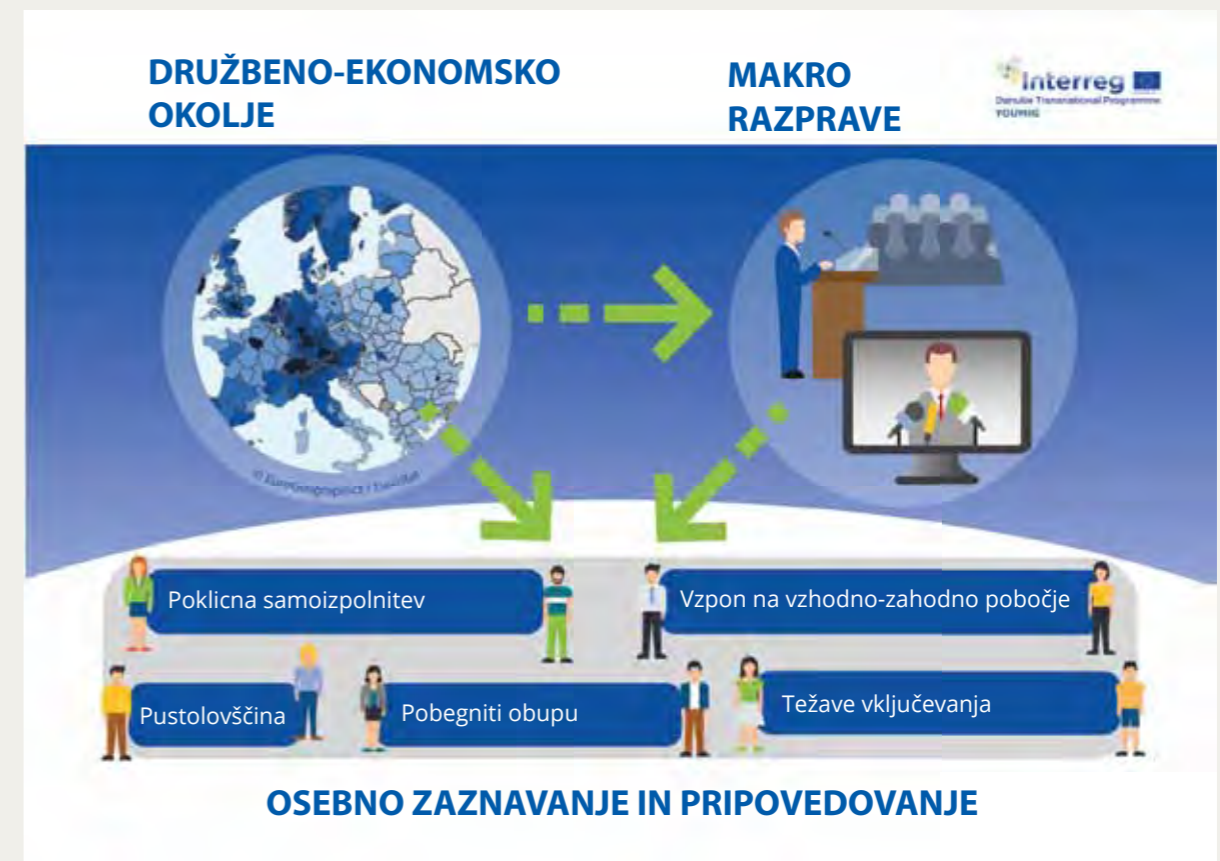 DRUŽBENO-EKONOMSKO
OKOLJE
MAKRO
RAZPRAVE
Interreg
Danube Transnational Programme
YOUMIG
© EuroGeographics
Poklicna samoizpolnitev
Vzpon na vzhodno-zahodno pobočje
Pustolovščina
Pobegniti obupu
Težave vključevanja
OSEBNO ZAZNAVANJE IN PRIPOVEDOVANJE